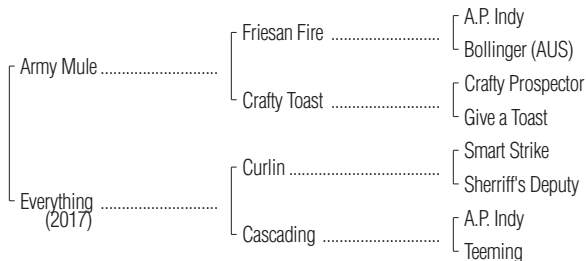 A.P. Indy
Friesan Fire ..............................
Bollinger (AUS)
Army Mule .................................
Crafty Prospector
Crafty Toast ..............................
Give a Toast
Smart Strike
Curlin ....................................
Sherriff's Deputy
Everything .................................
(2017)
A.P. Indy
Cascading .................................
Teeming